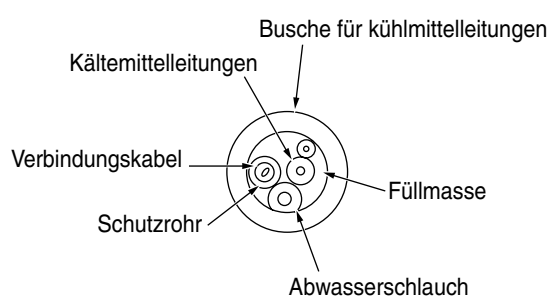 Busche für kühlmittelleitungen
Kältemittelleitungen
Verbindungskabel
Füllmasse
Schutzrohr
Abwasserschlauch